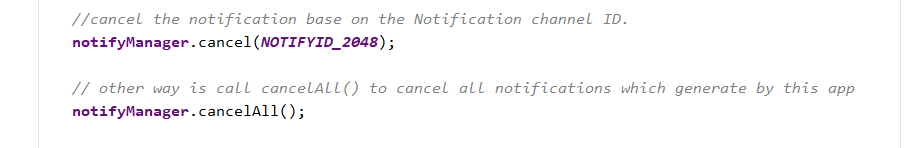 //cancel the notification base on the Notification channel ID.
notifyManager.cancel(NOTIFYID_2048);
// other way is call cancelAll() to cancel all notifications which generate by this app
notifyManager.cancelAll();